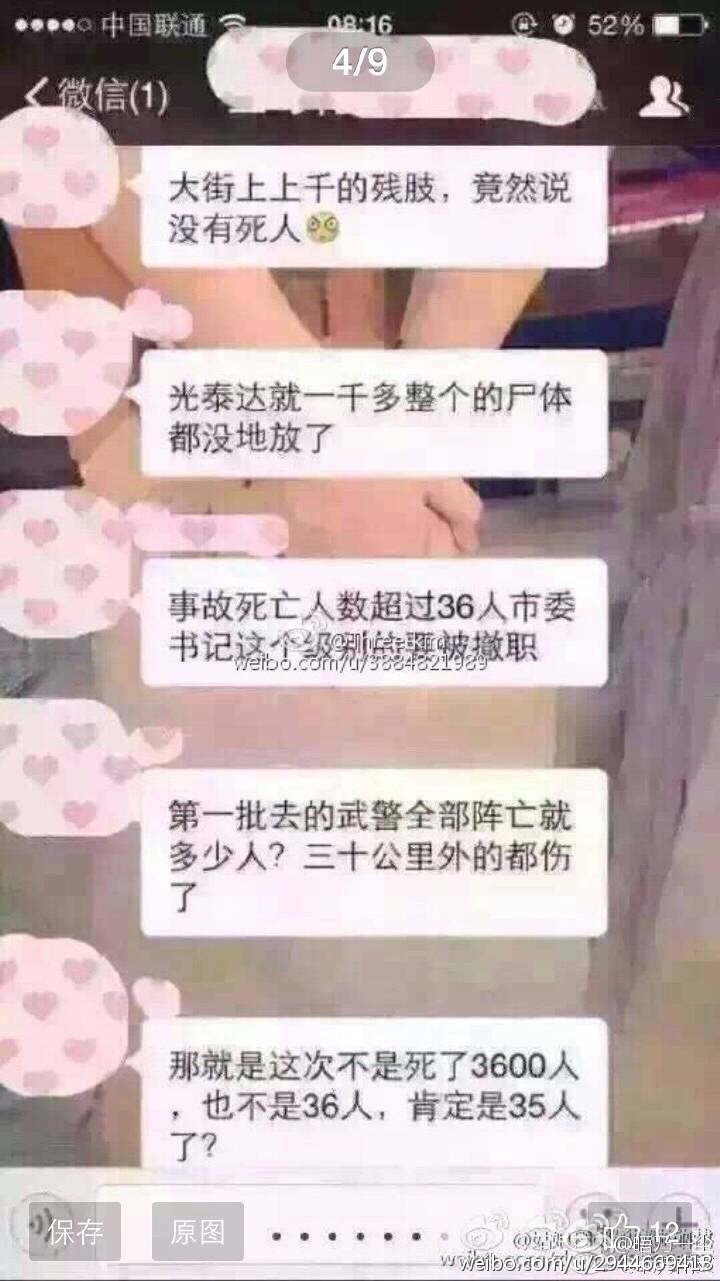 中国联通
08:16
52%
4/9
微信(1)
大街上上千的残肢，竟然说
没有死人
光泰达就一千多整个的尸体
都没地放了
事故死亡人数超过36人市委
书记这个级别的要被撤职
weibo.com/u/3884821989
第一批去的武警全部阵亡就
多少人？三十公里外的都伤
了
那就是这次不是死了3600人
，也不是36人，肯定是35人
了？
保存
原图
12
weibo.com/u/2944669413